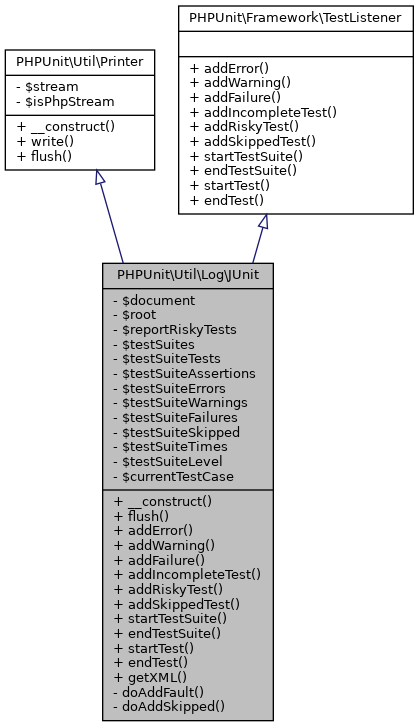 PHPUnit\Util\Printer
- $stream
- $isPhpStream
+ __construct()
+ write()
+ flush()
PHPUnit\Framework\TestListener
+ addError()
+ addWarning()
+ addFailure()
+ addIncompleteTest()
+ addRiskyTest()
+ addSkippedTest()
+ startTestSuite()
+ endTestSuite()
+ startTest()
+ endTest()
PHPUnit\Util\Log\JUnit
- $document
- $root
- $reportRiskyTests
- $testSuites
- $testSuiteTests
- $testSuiteAssertions
- $testSuiteErrors
- $testSuiteWarnings
- $testSuiteFailures
- $testSuiteSkipped
- $testSuiteTimes
- $testSuiteLevel
- $currentTestCase
+ __construct()
+ flush()
+ addError()
+ addWarning()
+ addFailure()
+ addIncompleteTest()
+ addRiskyTest()
+ addSkippedTest()
+ startTestSuite()
+ endTestSuite()
+ startTest()
+ endTest()
+ getXML()
- doAddFault()
- doAddSkipped()